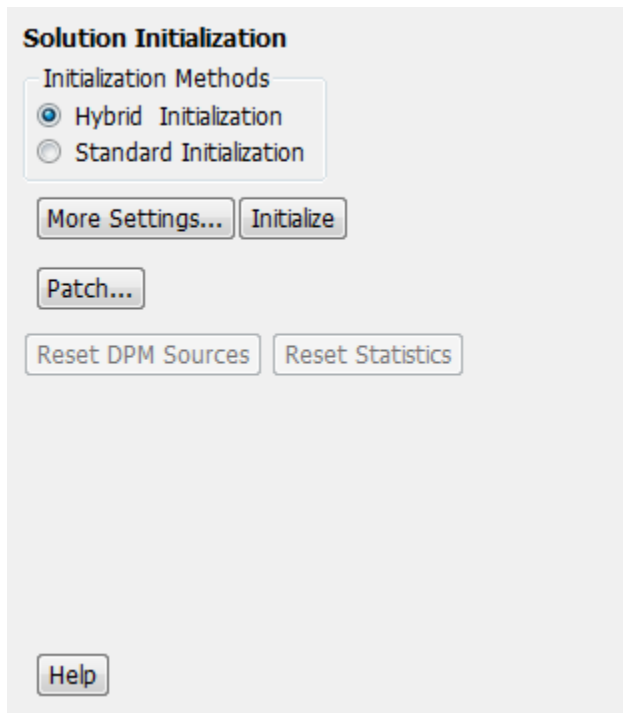 Solution Initialization
Initialization Methods
Hybrid Initialization
Standard Initialization
More Settings... Initialize
Patch...
Reset DPM Sources Reset Statistics
Help